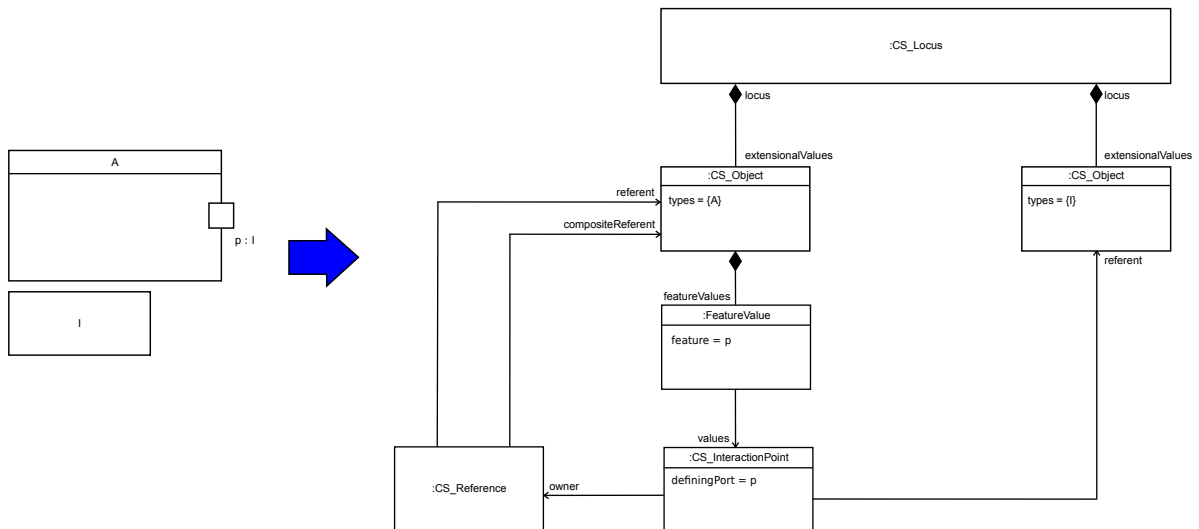 :CS_Locus
locus
locus
A
p : I
I
extensionalValues
extensionalValues
:CS_Object
types = {A}
:CS_Object
types = {I}
referent
compositeReferent
referent
featureValues
:FeatureValue
feature = p
values
:CS_InteractionPoint
definingPort = p
owner
:CS_Reference